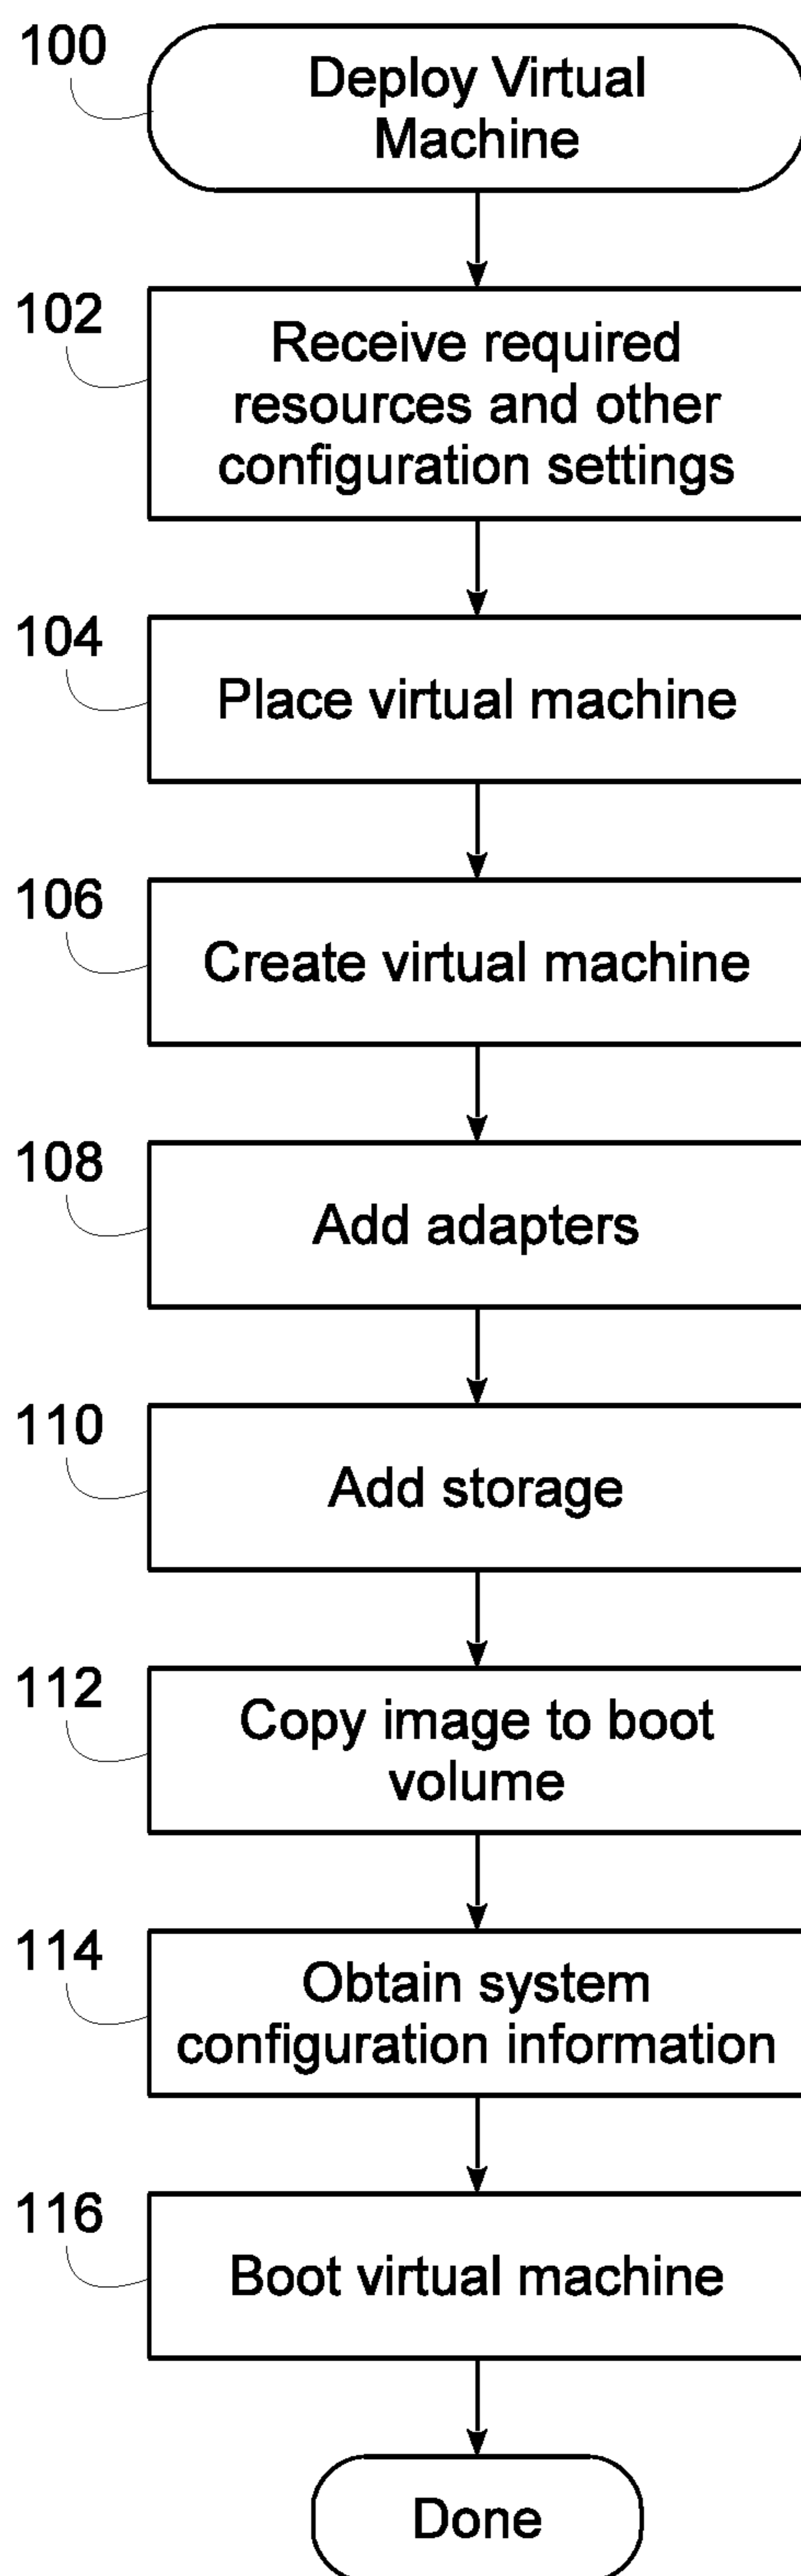 100
Deploy Virtual
Machine
102
Receive required
resources and other
configuration settings
104
Place virtual machine
106
Create virtual machine
108
Add adapters
110
Add storage
112
Copy image to boot
volume
114
Obtain system
configuration information
116
Boot virtual machine
Done